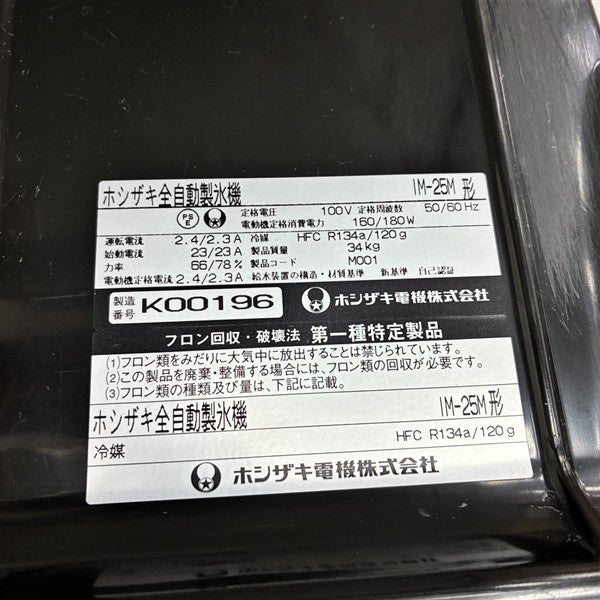 ホシザキ全自動製氷機 IM-25M 形
PS E 定格電圧 100V 定格周波数 50/60 Hz
電動機定格消費電力 160/180W
運転電流 2.4/2.3A 冷媒 HFC R134a/120g
始動電流 23/23A 製品質量 34kg
力率 66/78% 製品コード M001
電動機定格電流 2.4/2.3A 給水装置の構造・材質基準 新基準 自己認証
製造番号 K00196 ホシザキ電機株式会社
フロン回収・破壊法 第一種特定製品
(1)フロン類をみだりに大気中に放出することは禁じられています。
(2)この製品を廃棄・整備する場合には、フロン類の回収が必要です。
(3)フロン類の種類及び量は、下記に記載。
ホシザキ全自動製氷機 IM-25M形
冷媒 HFC R134a/120g
ホシザキ電機株式会社